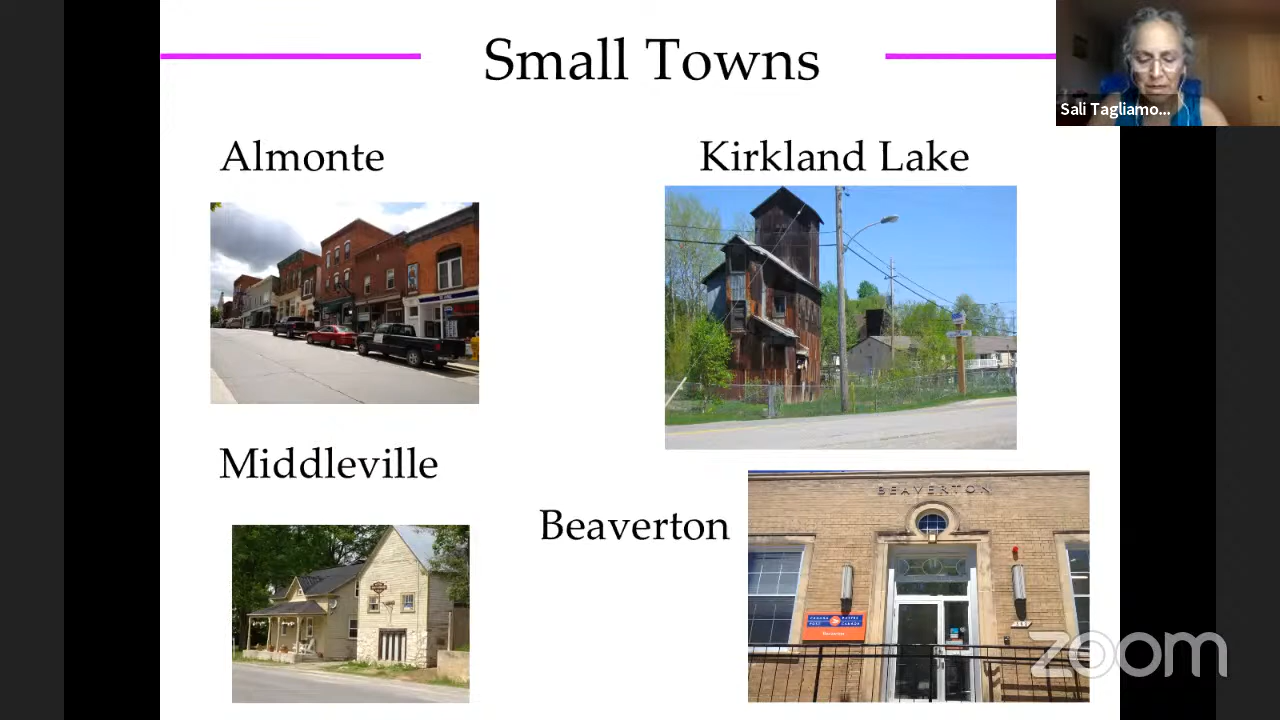 Small Towns
Sali Tagliamo...
Almonte
Kirkland Lake
Middleville
Beaverton
BEAVERTON
zoom